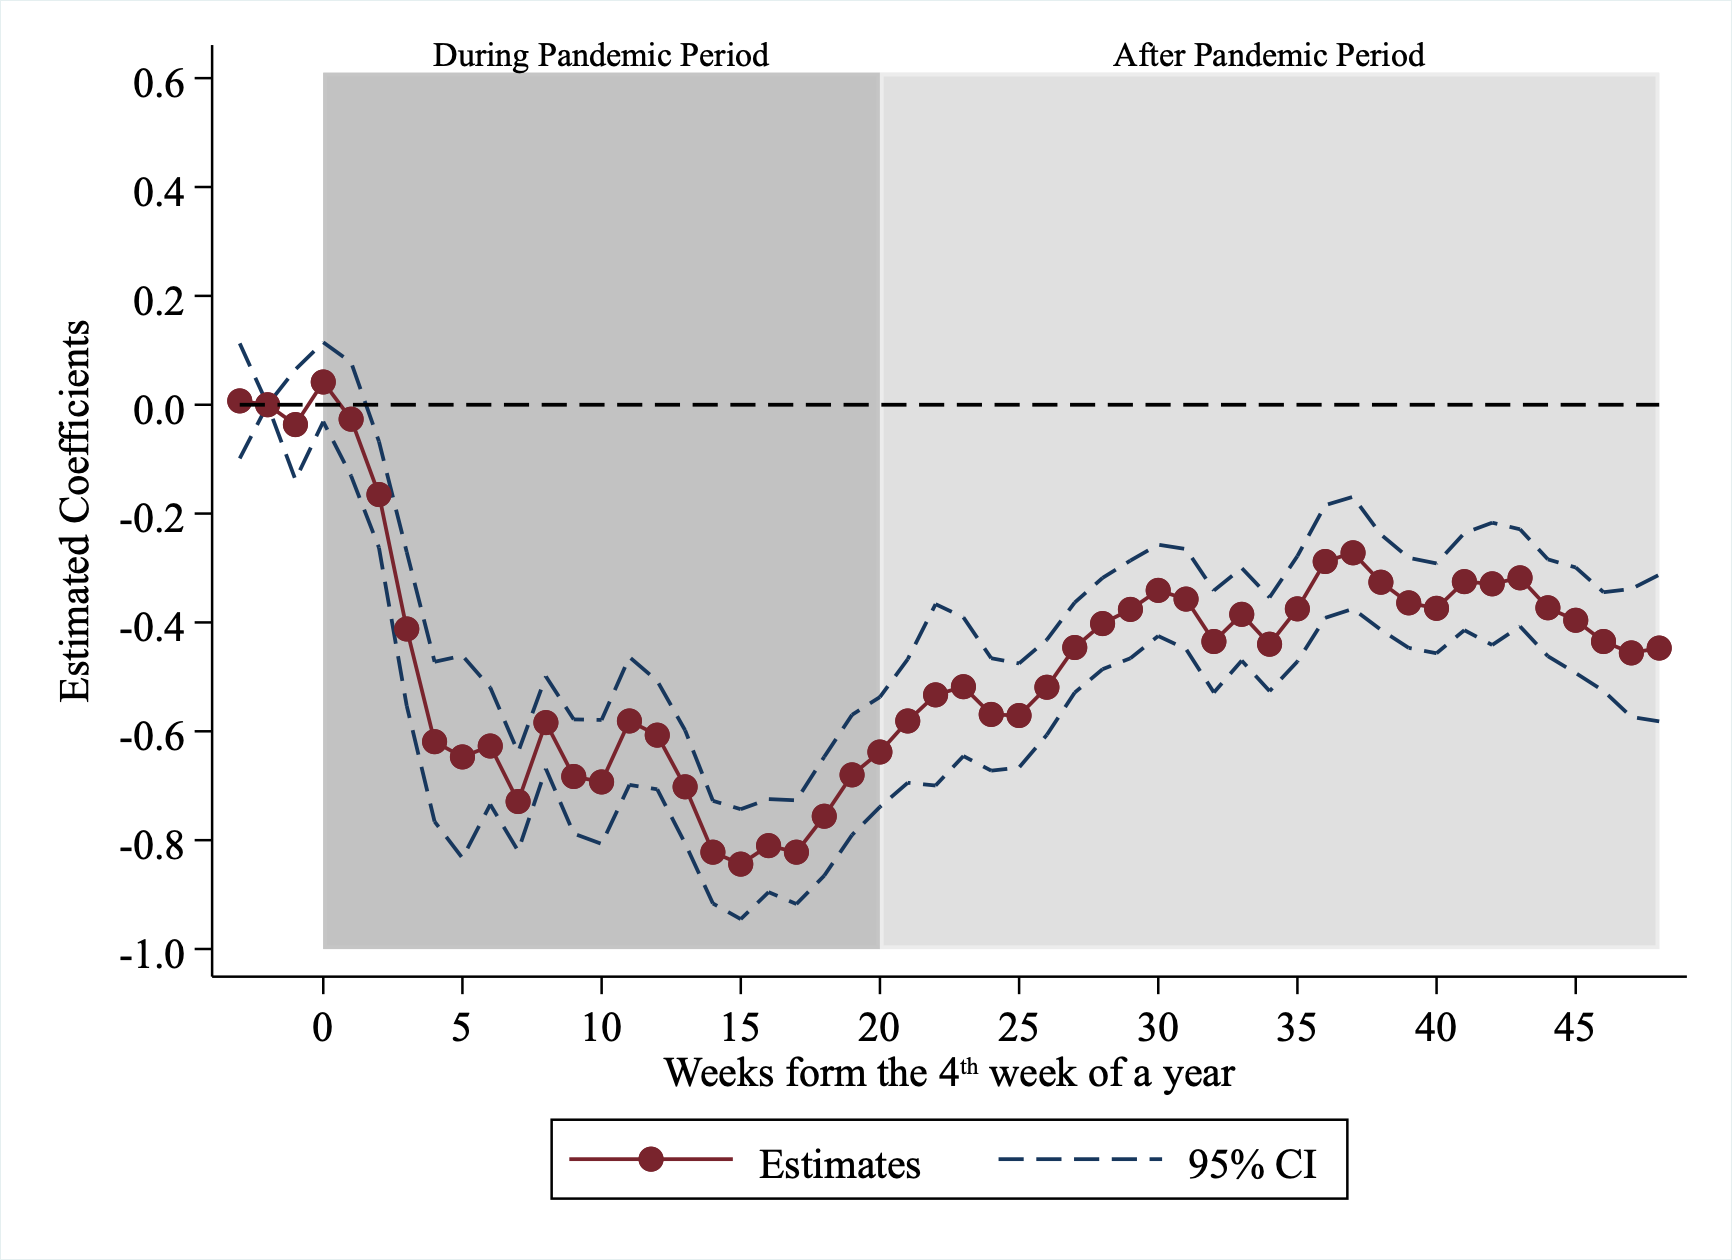 During Pandemic Period
After Pandemic Period
0.6
0.4
0.2
0.0
-0.2
-0.4
-0.6
-0.8
-1.0
Estimated Coefficients
0 5 10 15 20 25 30 35 40 45
Weeks form the 4th week of a year
Estimates
95% CI